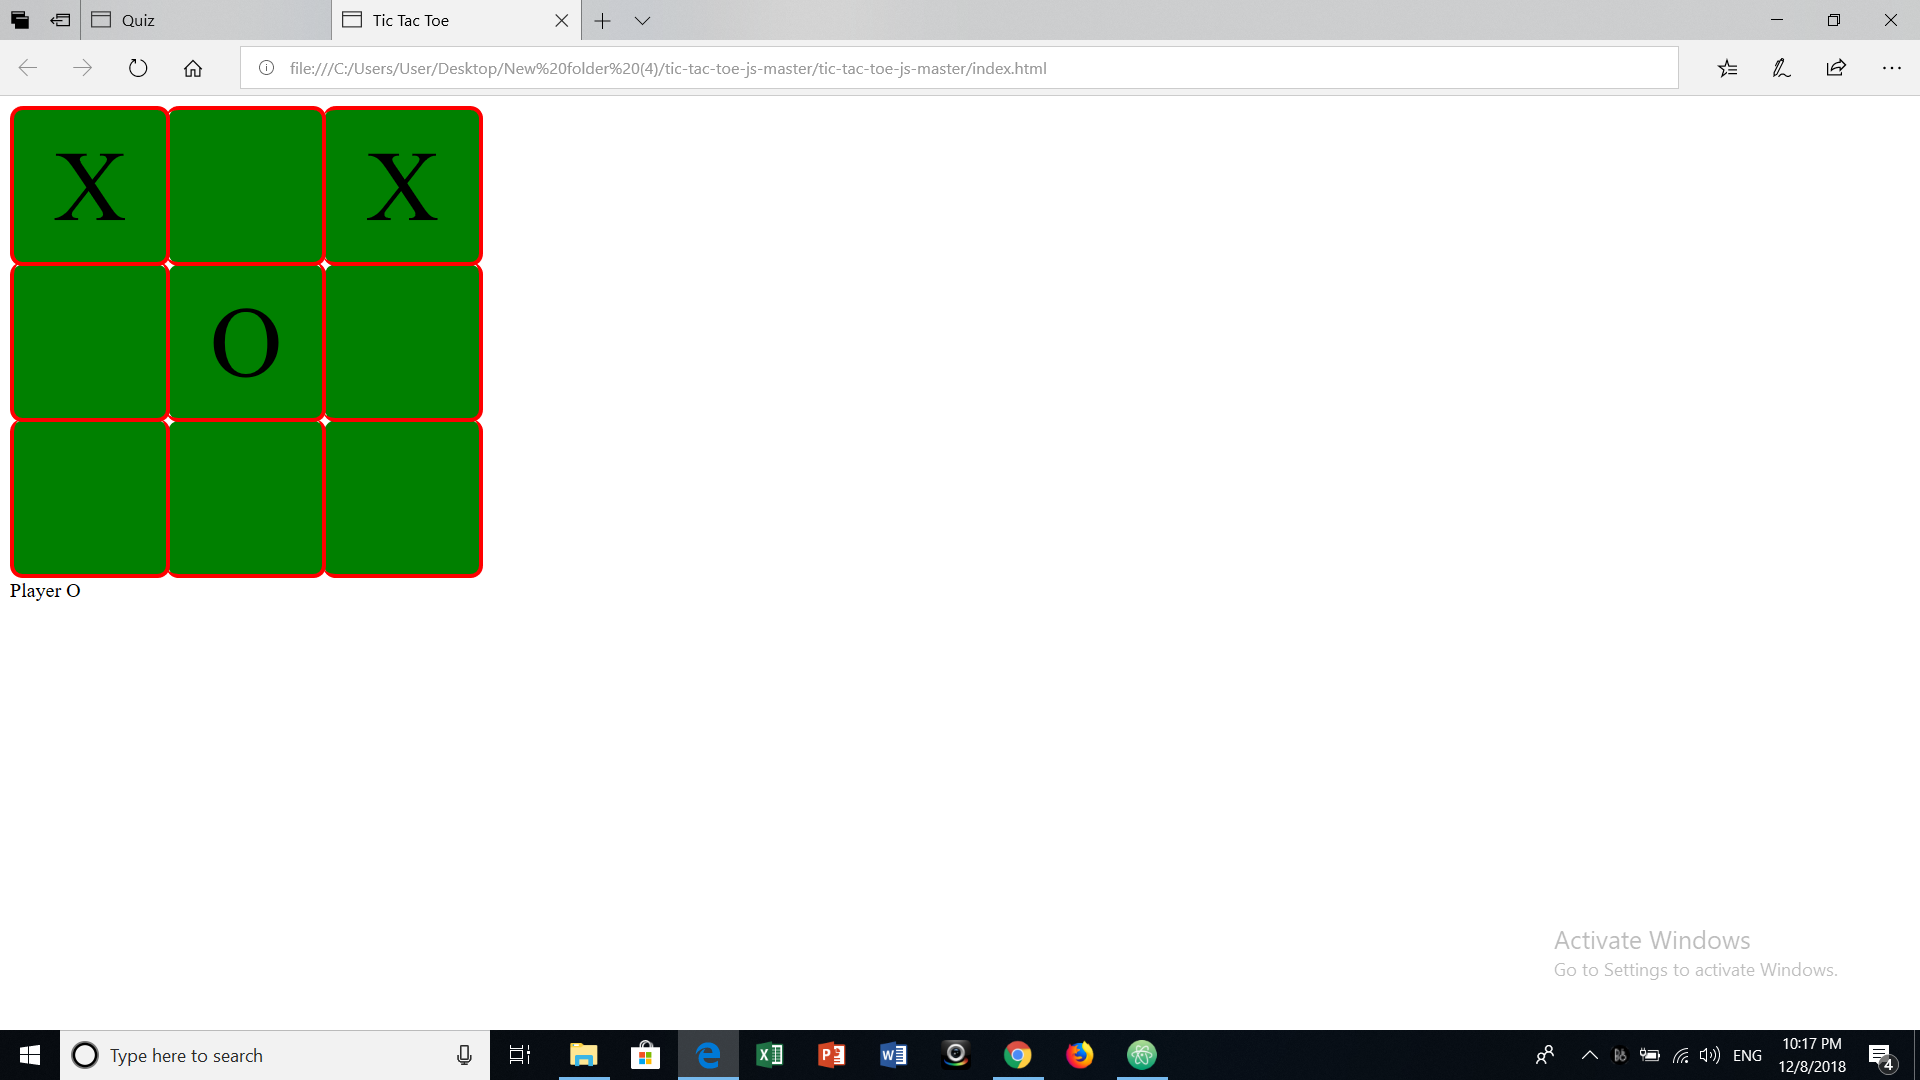 Quiz
Tic Tac Toe
file:///C:/Users/User/Desktop/New%20folder%20(4)/tic-tac-toe-js-master/tic-tac-toe-js-master/index.html
X X
O
Player O
Activate Windows
Go to Settings to activate Windows.
Type here to search
ENG
10:17 PM
12/8/2018
4